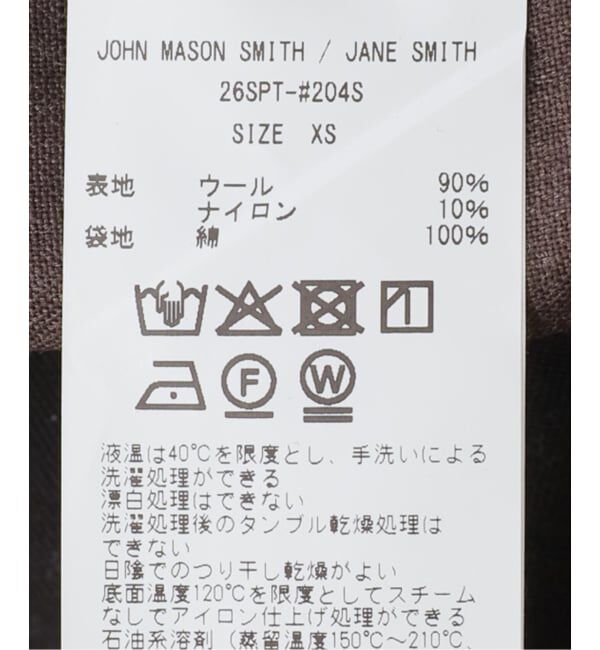 JOHN MASON SMITH / JANE SMITH
26SPT-#204S
SIZE XS
表地 ウール 90%
ナイロン 10%
袋地 綿 100%
F W
液温は40℃を限度とし、手洗いによる
洗濯処理ができる
漂白処理はできない
洗濯処理後のタンブル乾燥処理は
できない
日陰でのつり干し乾燥がよい
底面温度120℃を限度としてスチーム
なしでアイロン仕上げ処理ができる
石油系溶剤（蒸留温度150℃～210℃、